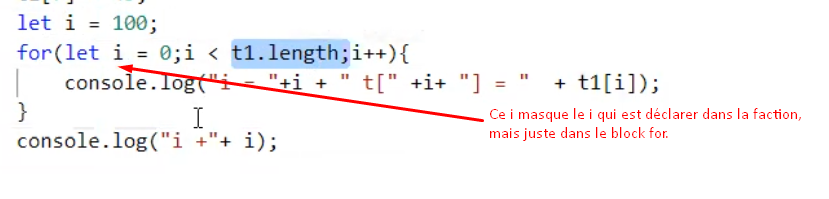 let i = 100;
for(let i = 0;i < t1.length;i++){
console.log("i = "+i + " t[" +i+ "] = "  + t1[i]);
}
console.log("i +"+ i);
Ce i masque le i qui est déclarer dans la faction,
mais juste dans le block for.